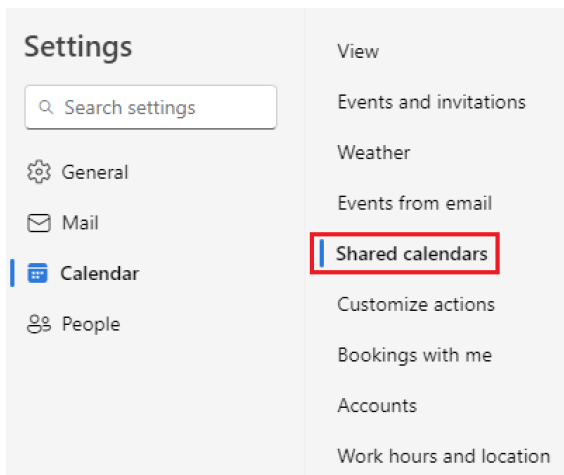 Settings
Search settings
General
Mail
Calendar
People
View
Events and invitations
Weather
Events from email
Shared calendars
Customize actions
Bookings with me
Accounts
Work hours and location